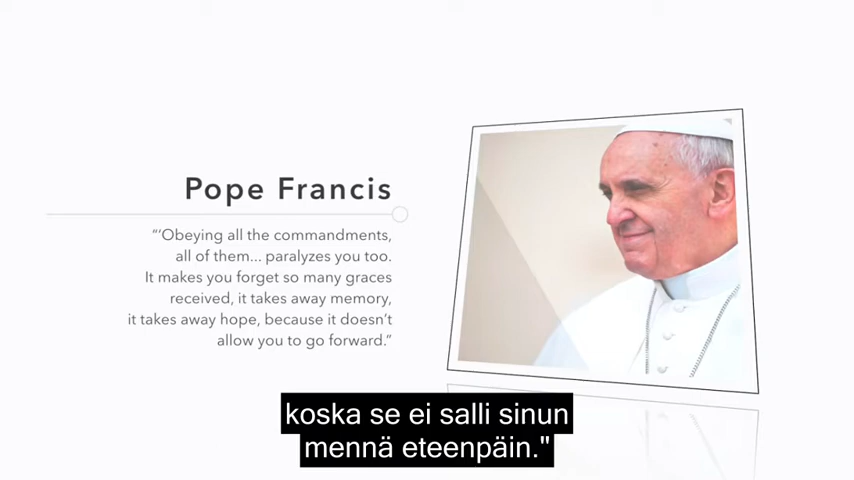 Pope Francis
“‘Obeying all the commandments,
all of them... paralyzes you too.
It makes you forget so many graces
received, it takes away memory,
it takes away hope, because it doesn’t
allow you to go forward.”
koska se ei salli sinun
mennä eteenpäin."